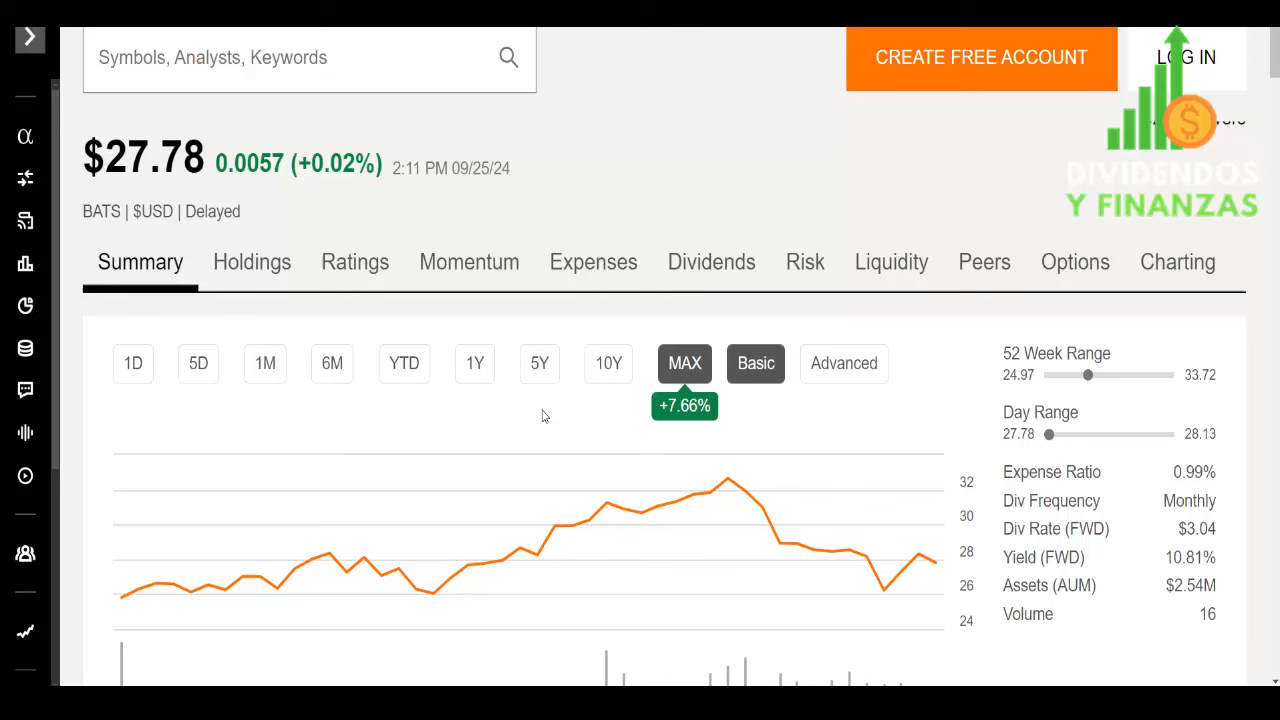 Symbols, Analysts, Keywords
CREATE FREE ACCOUNT
LOG IN
$27.78 0.0057 (+0.02%) 2:11 PM 09/25/24
BATS | $USD | Delayed
DIVIDENDOS
Y FINANZAS
Summary Holdings Ratings Momentum Expenses Dividends Risk Liquidity Peers Options Charting
1D 5D 1M 6M YTD 1Y 5Y 10Y MAX Basic Advanced
+7.66%
32
30
28
26
24
52 Week Range
24.97 33.72
Day Range
27.78 28.13
Expense Ratio 0.99%
Div Frequency Monthly
Div Rate (FWD) $3.04
Yield (FWD) 10.81%
Assets (AUM) $2.54M
Volume 16